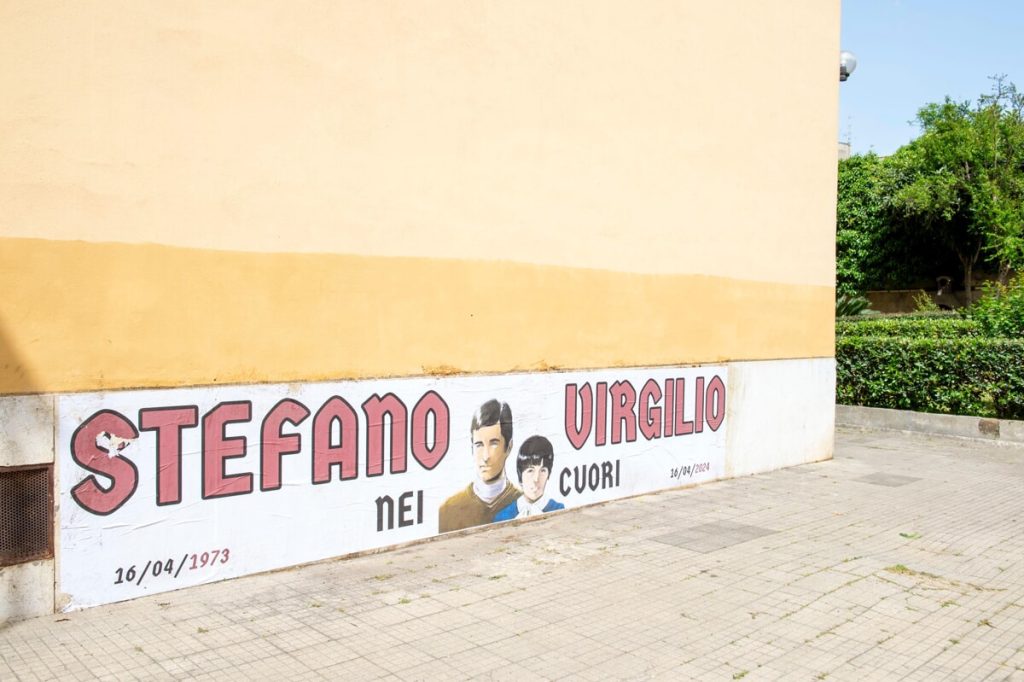 STEFANO VIRGILIO
NEI CUORI
16/04/1973
16/04/2024